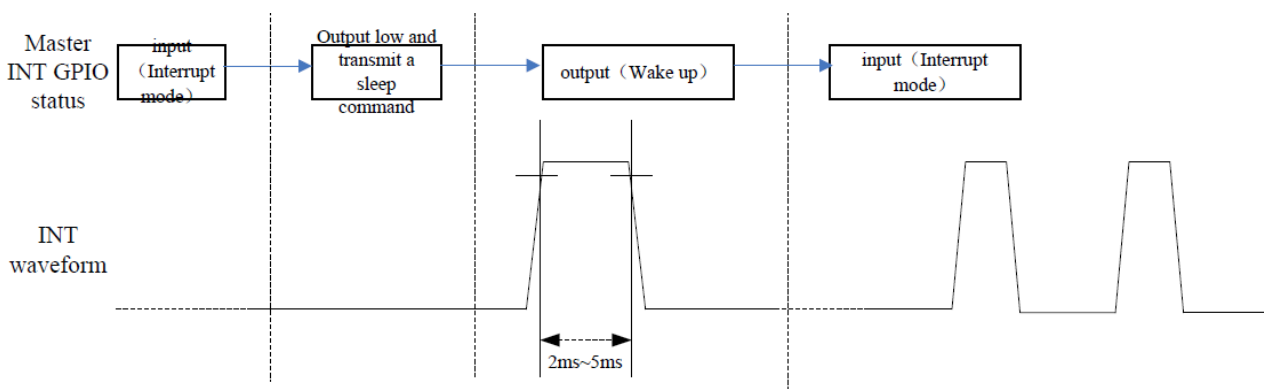 Master
INT GPIO
status
input
（Interrupt
mode）
Output low and
transmit a
sleep
command
output（Wake up）
input（Interrupt
mode）
INT
waveform
2ms~5ms